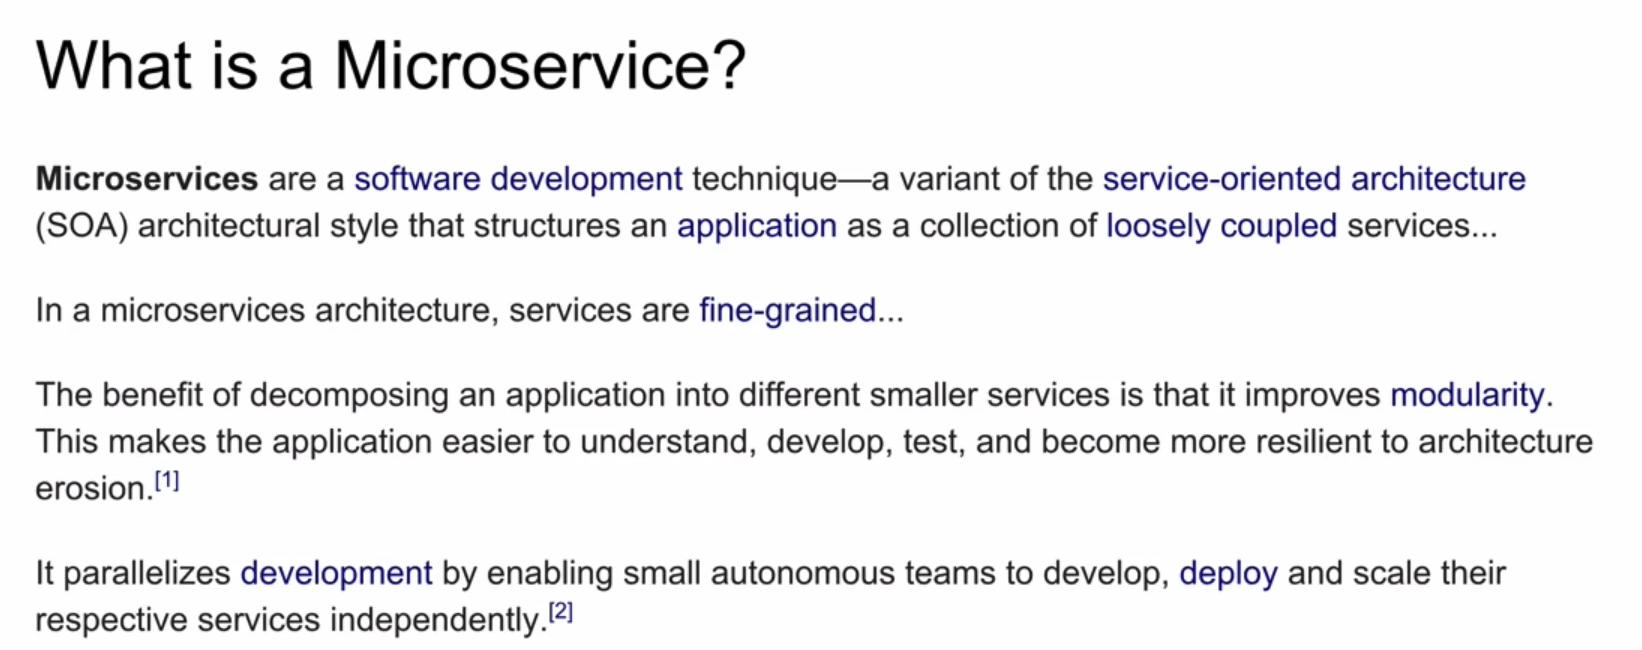 What is a Microservice?
Microservices are a software development technique—a variant of the service-oriented architecture
(SOA) architectural style that structures an application as a collection of loosely coupled services...
In a microservices architecture, services are fine-grained...
The benefit of decomposing an application into different smaller services is that it improves modularity.
This makes the application easier to understand, develop, test, and become more resilient to architecture
erosion.[1]
It parallelizes development by enabling small autonomous teams to develop, deploy and scale their
respective services independently.[2]